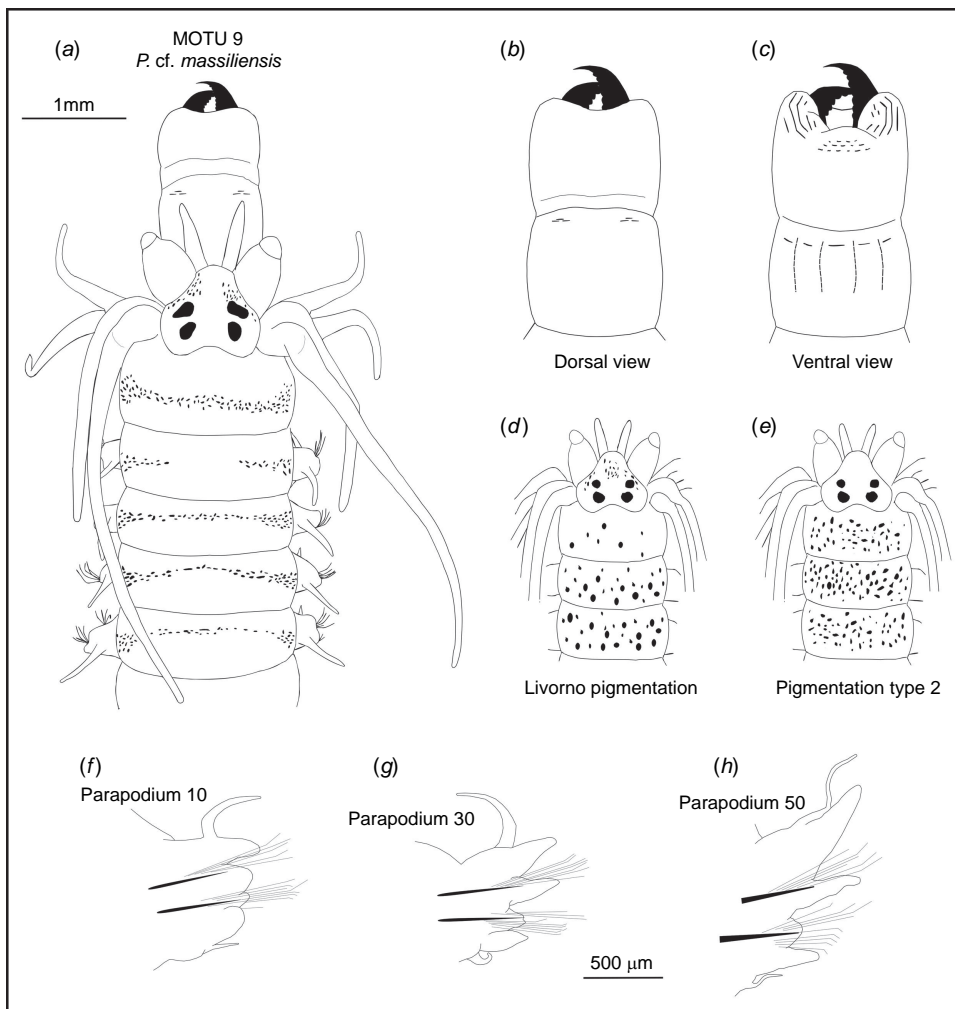 (a)
MOTU 9
P. cf. massiliensis
1mm
(b)
(c)
Dorsal view
Ventral view
(d)
(e)
Livorno pigmentation
Pigmentation type 2
(f)
Parapodium 10
(g)
Parapodium 30
(h)
Parapodium 50
500 μm